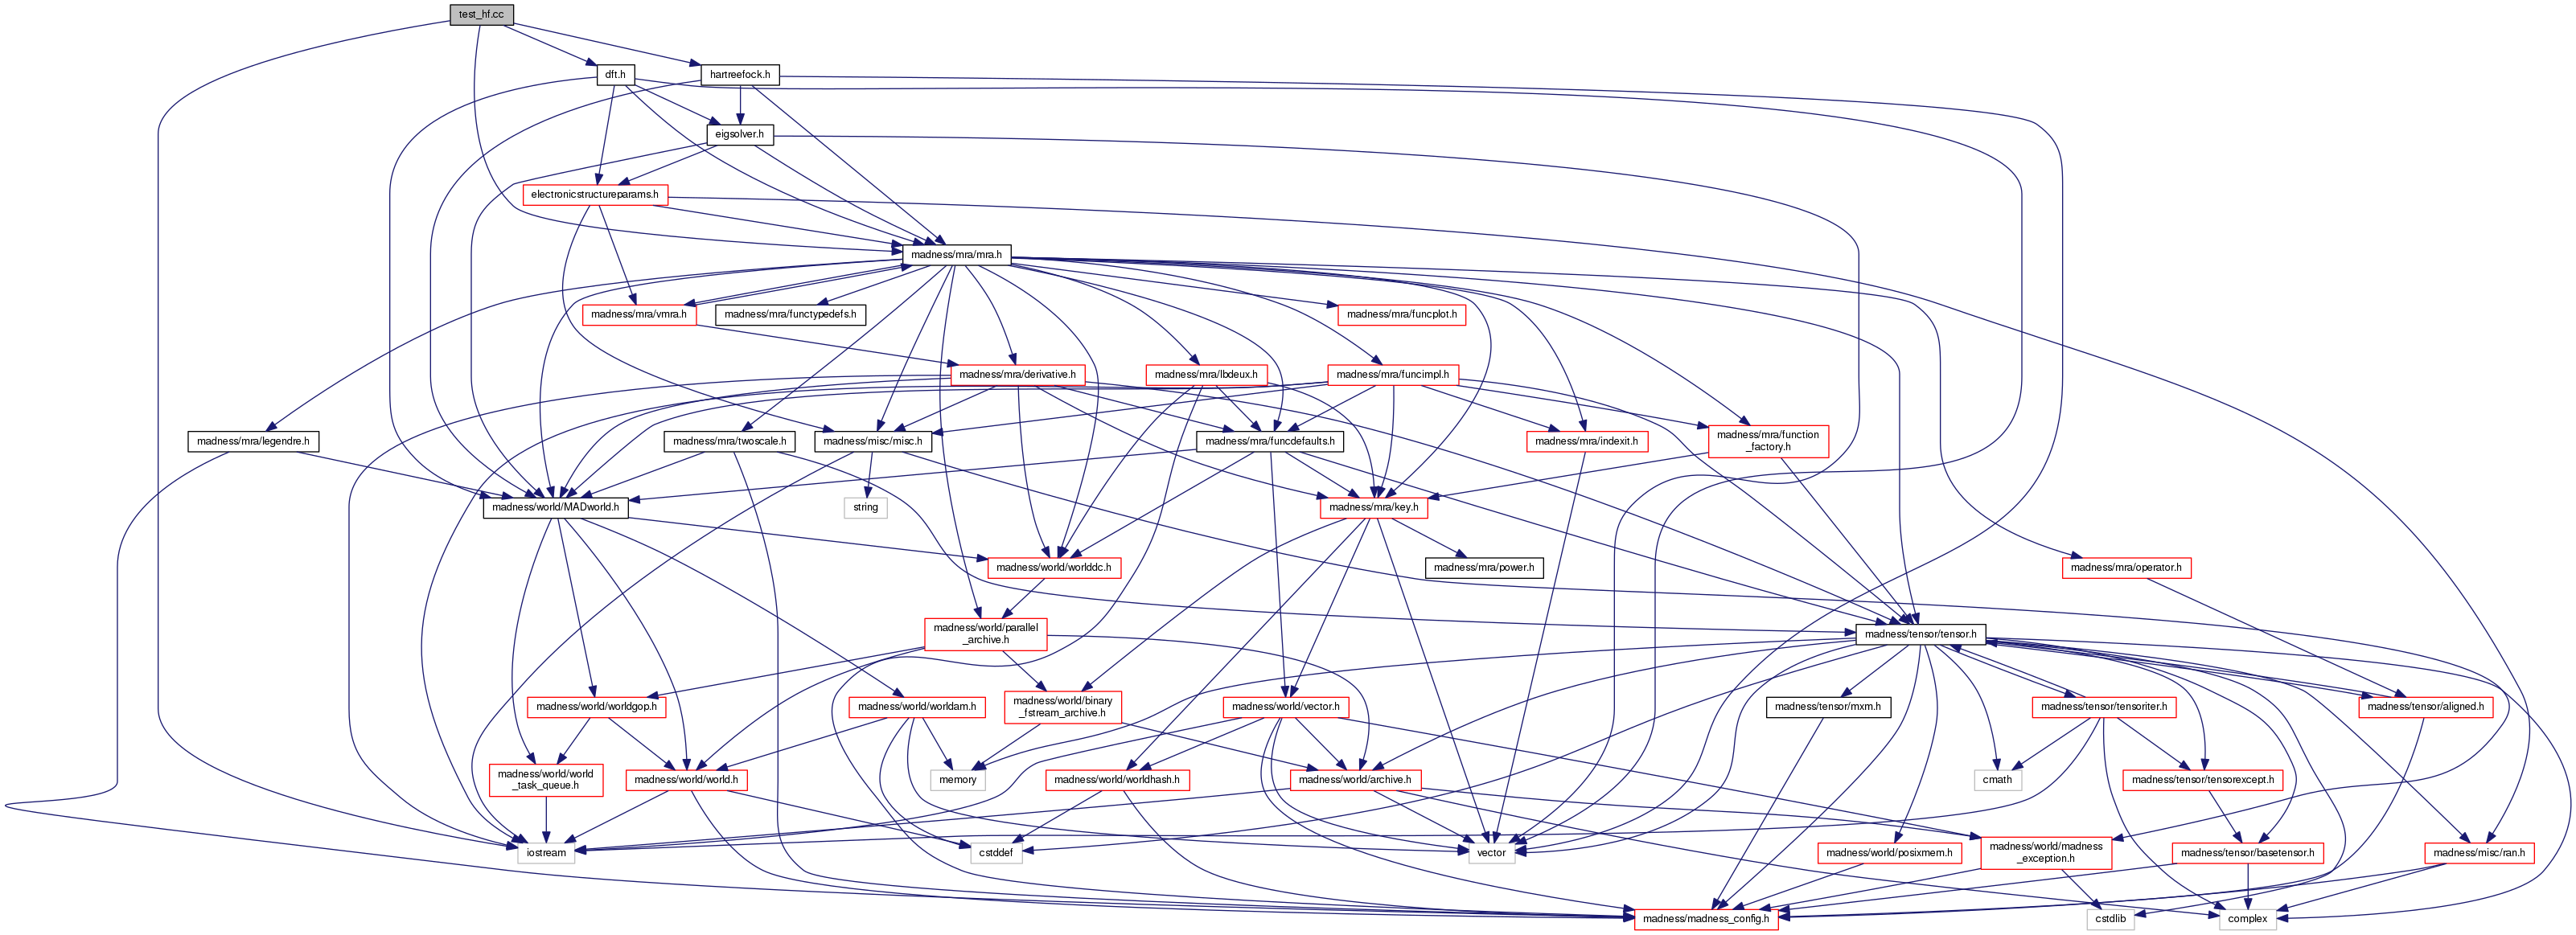 test_hf.cc
dft.h
hartreefock.h
eigsolver.h
electronicstructureparams.h
madness/mra/mra.h
madness/mra/vmra.h
madness/mra/functypedefs.h
madness/mra/funcplot.h
madness/mra/derivative.h
madness/mra/lbdeux.h
madness/mra/funcimpl.h
madness/mra/legendre.h
madness/mra/twoscale.h
madness/misc/misc.h
madness/mra/funcdefaults.h
madness/mra/indexit.h
madness/mra/function
_factory.h
madness/world/MADworld.h
string
madness/mra/key.h
madness/world/worlddc.h
madness/mra/power.h
madness/mra/operator.h
madness/world/parallel
_archive.h
madness/tensor/tensor.h
madness/world/worldgop.h
madness/world/worldam.h
madness/world/binary
_fstream_archive.h
madness/world/vector.h
madness/tensor/mxm.h
madness/tensor/tensoriter.h
madness/tensor/aligned.h
madness/world/world
_task_queue.h
madness/world/world.h
memory
madness/world/worldhash.h
madness/world/archive.h
cmath
madness/tensor/tensorexcept.h
iostream
cstddef
vector
madness/world/posixmem.h
madness/world/madness
_exception.h
madness/tensor/basetensor.h
madness/misc/ran.h
madness/madness_config.h
cstdlib
complex